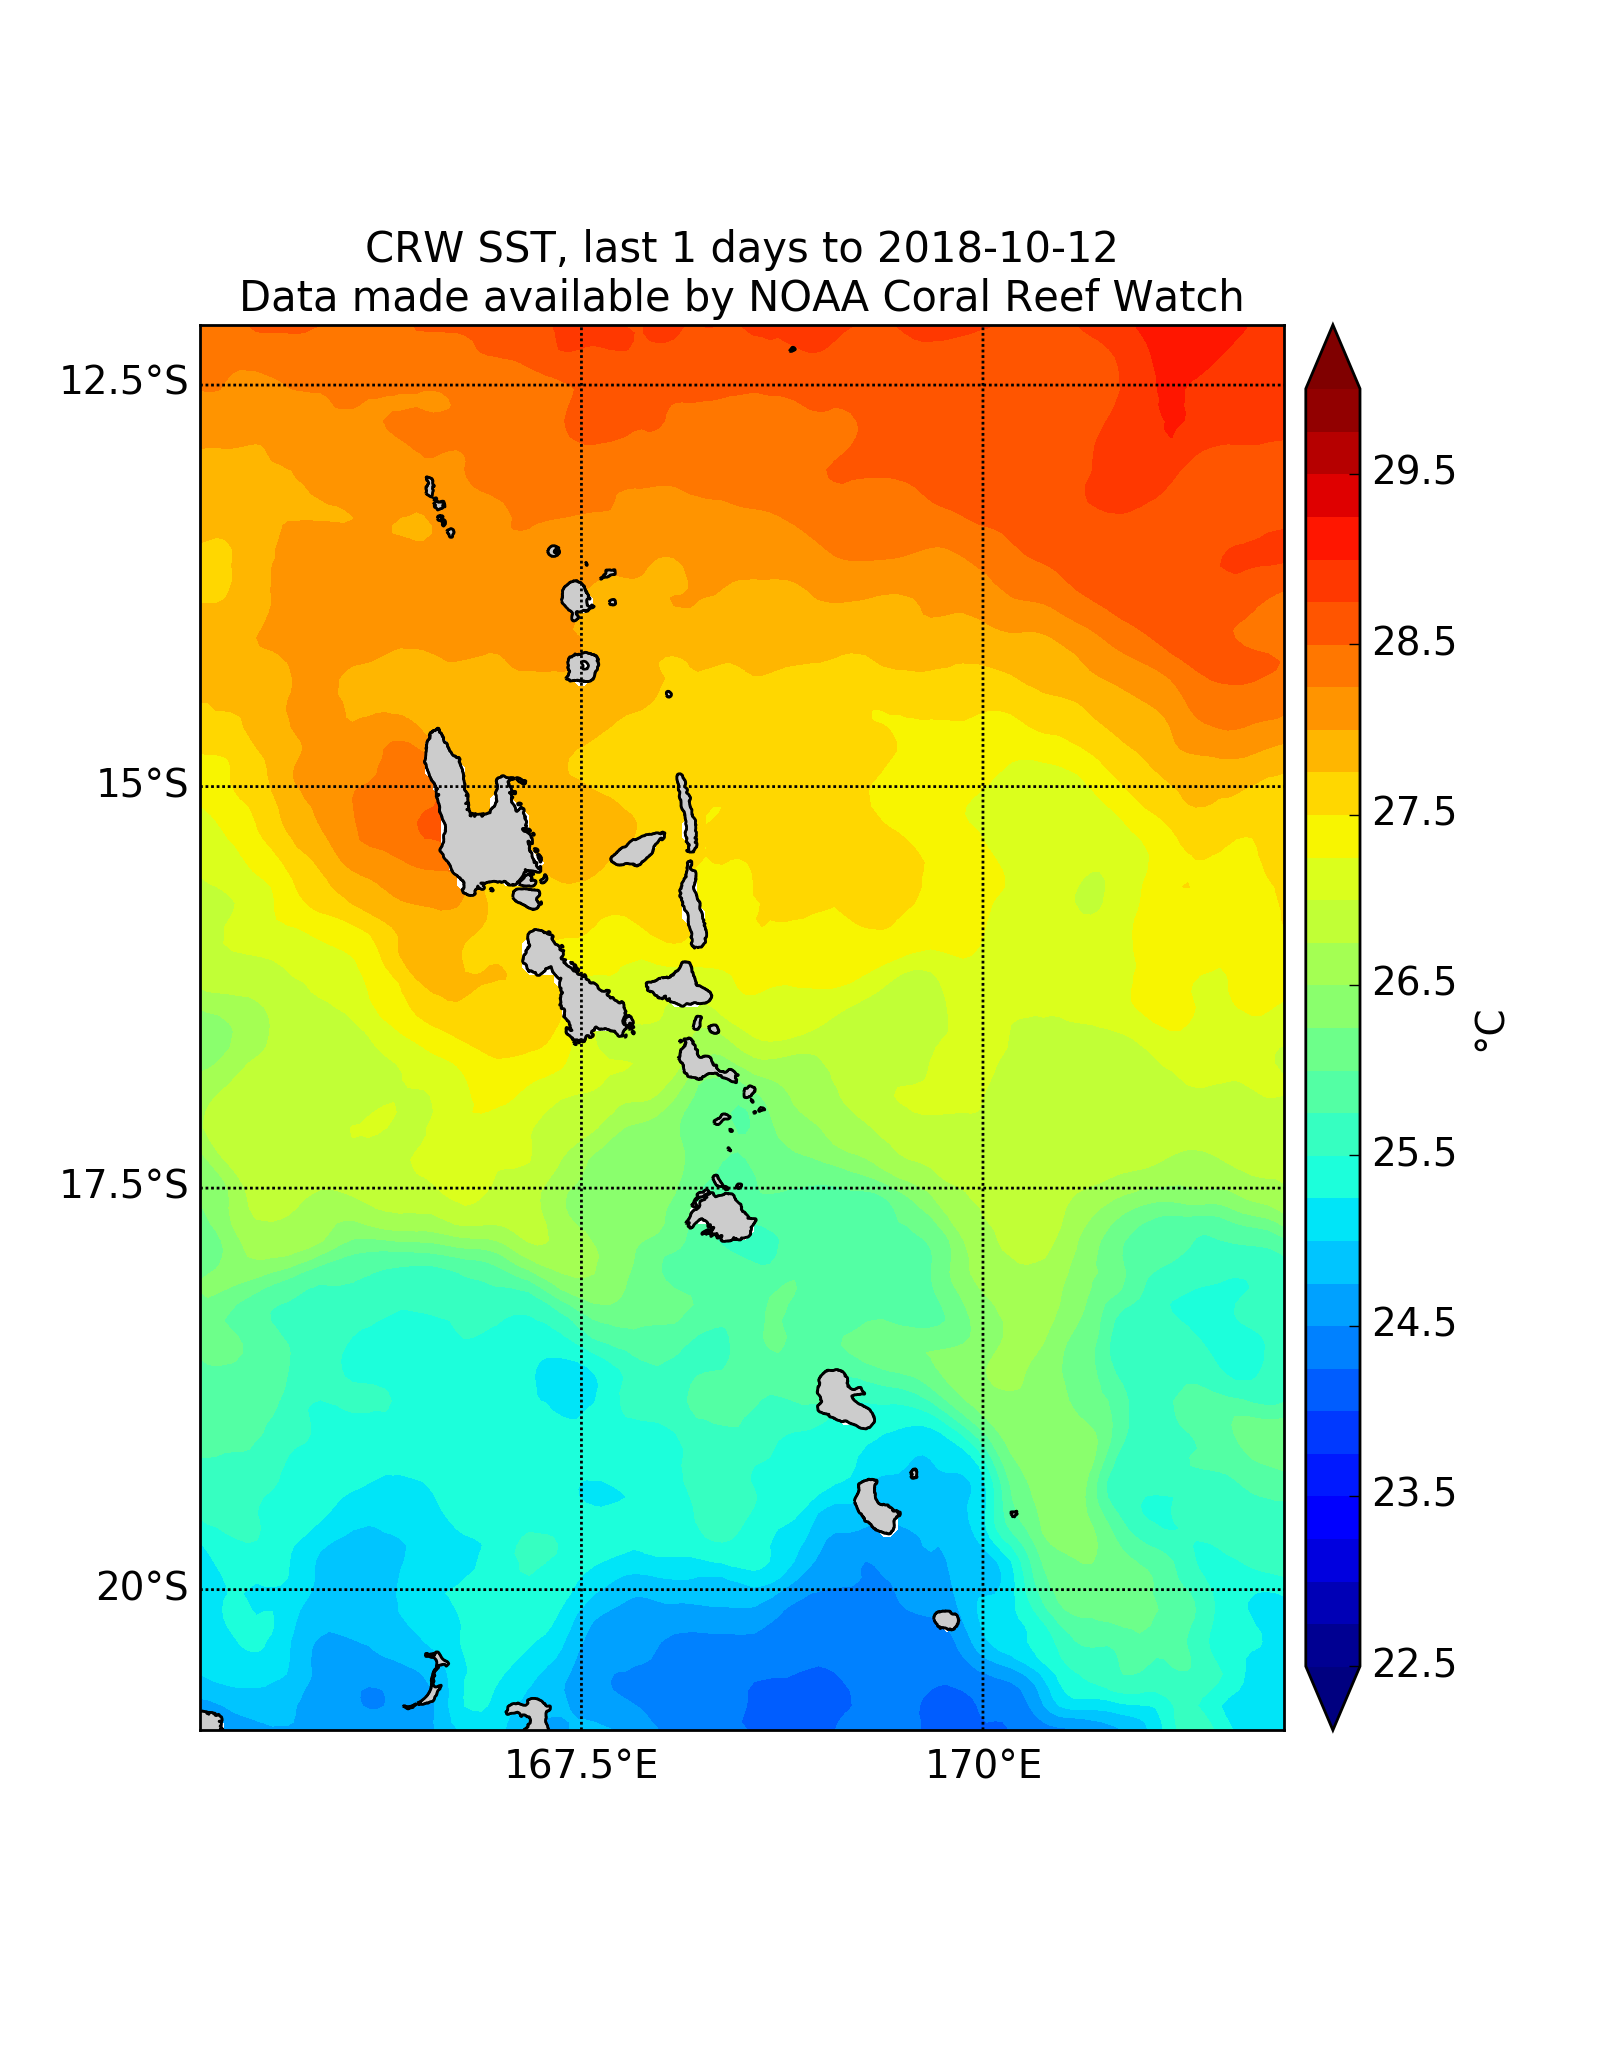 CRW SST, last 1 days to 2018-10-12
Data made available by NOAA Coral Reef Watch
12.5°S
15°S
17.5°S
20°S
167.5°E
170°E
29.5
28.5
27.5
26.5
25.5
24.5
23.5
22.5
°C